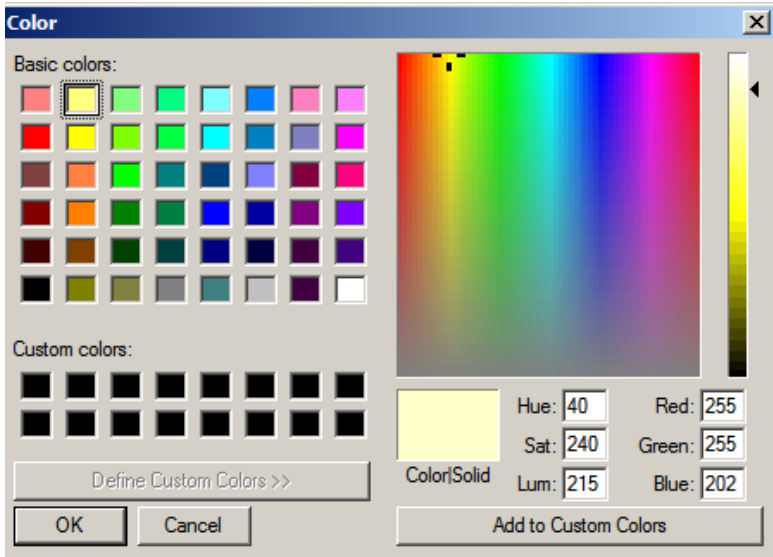 Color
Basic colors:
Custom colors:
Define Custom Colors >>
OK Cancel
Color|Solid
Hue: 40 Red: 255
Sat: 240 Green: 255
Lum: 215 Blue: 202
Add to Custom Colors